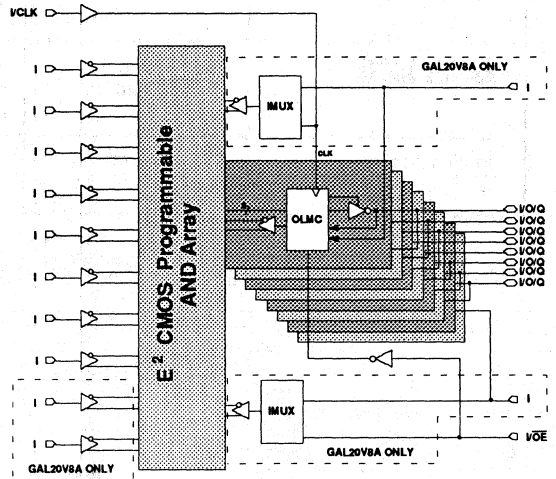 I/CLK
GAL20V8A ONLY
I
I
IMUX
I
I
CLK
I
I
OLMC
I/O/Q
I/O/Q
I/O/Q
I/O/Q
I/O/Q
I/O/Q
I/O/Q
I/O/Q
E² CMOS Programmable
AND Array
I
I
I
I
I
IMUX
I
I
I/OE
GAL20V8A ONLY
GAL20V8A ONLY